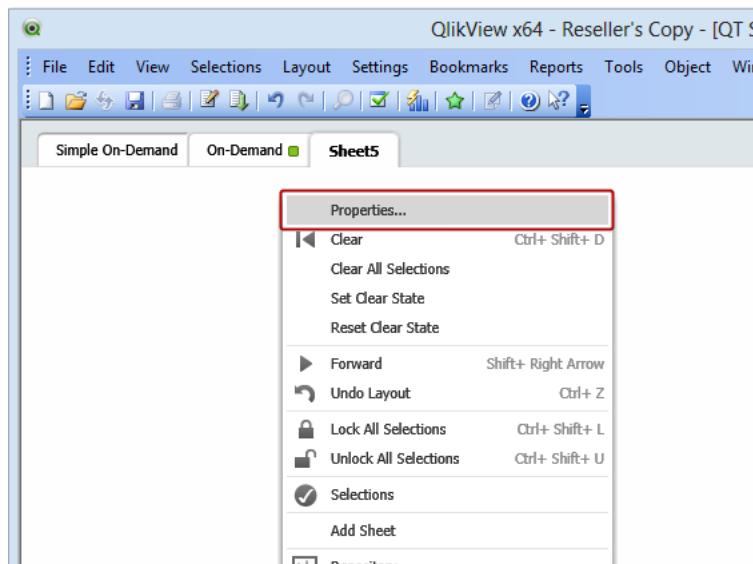 QlikView x64 - Reseller's Copy - [QT S
File Edit View Selections Layout Settings Bookmarks Reports Tools Object Wi
Simple On-Demand On-Demand Sheet5
Properties...
Clear Ctrl+ Shift+ D
Clear All Selections
Set Clear State
Reset Clear State
Forward Shift+ Right Arrow
Undo Layout Ctrl+ Z
Lock All Selections Ctrl+ Shift+ L
Unlock All Selections Ctrl+ Shift+ U
Selections
Add Sheet